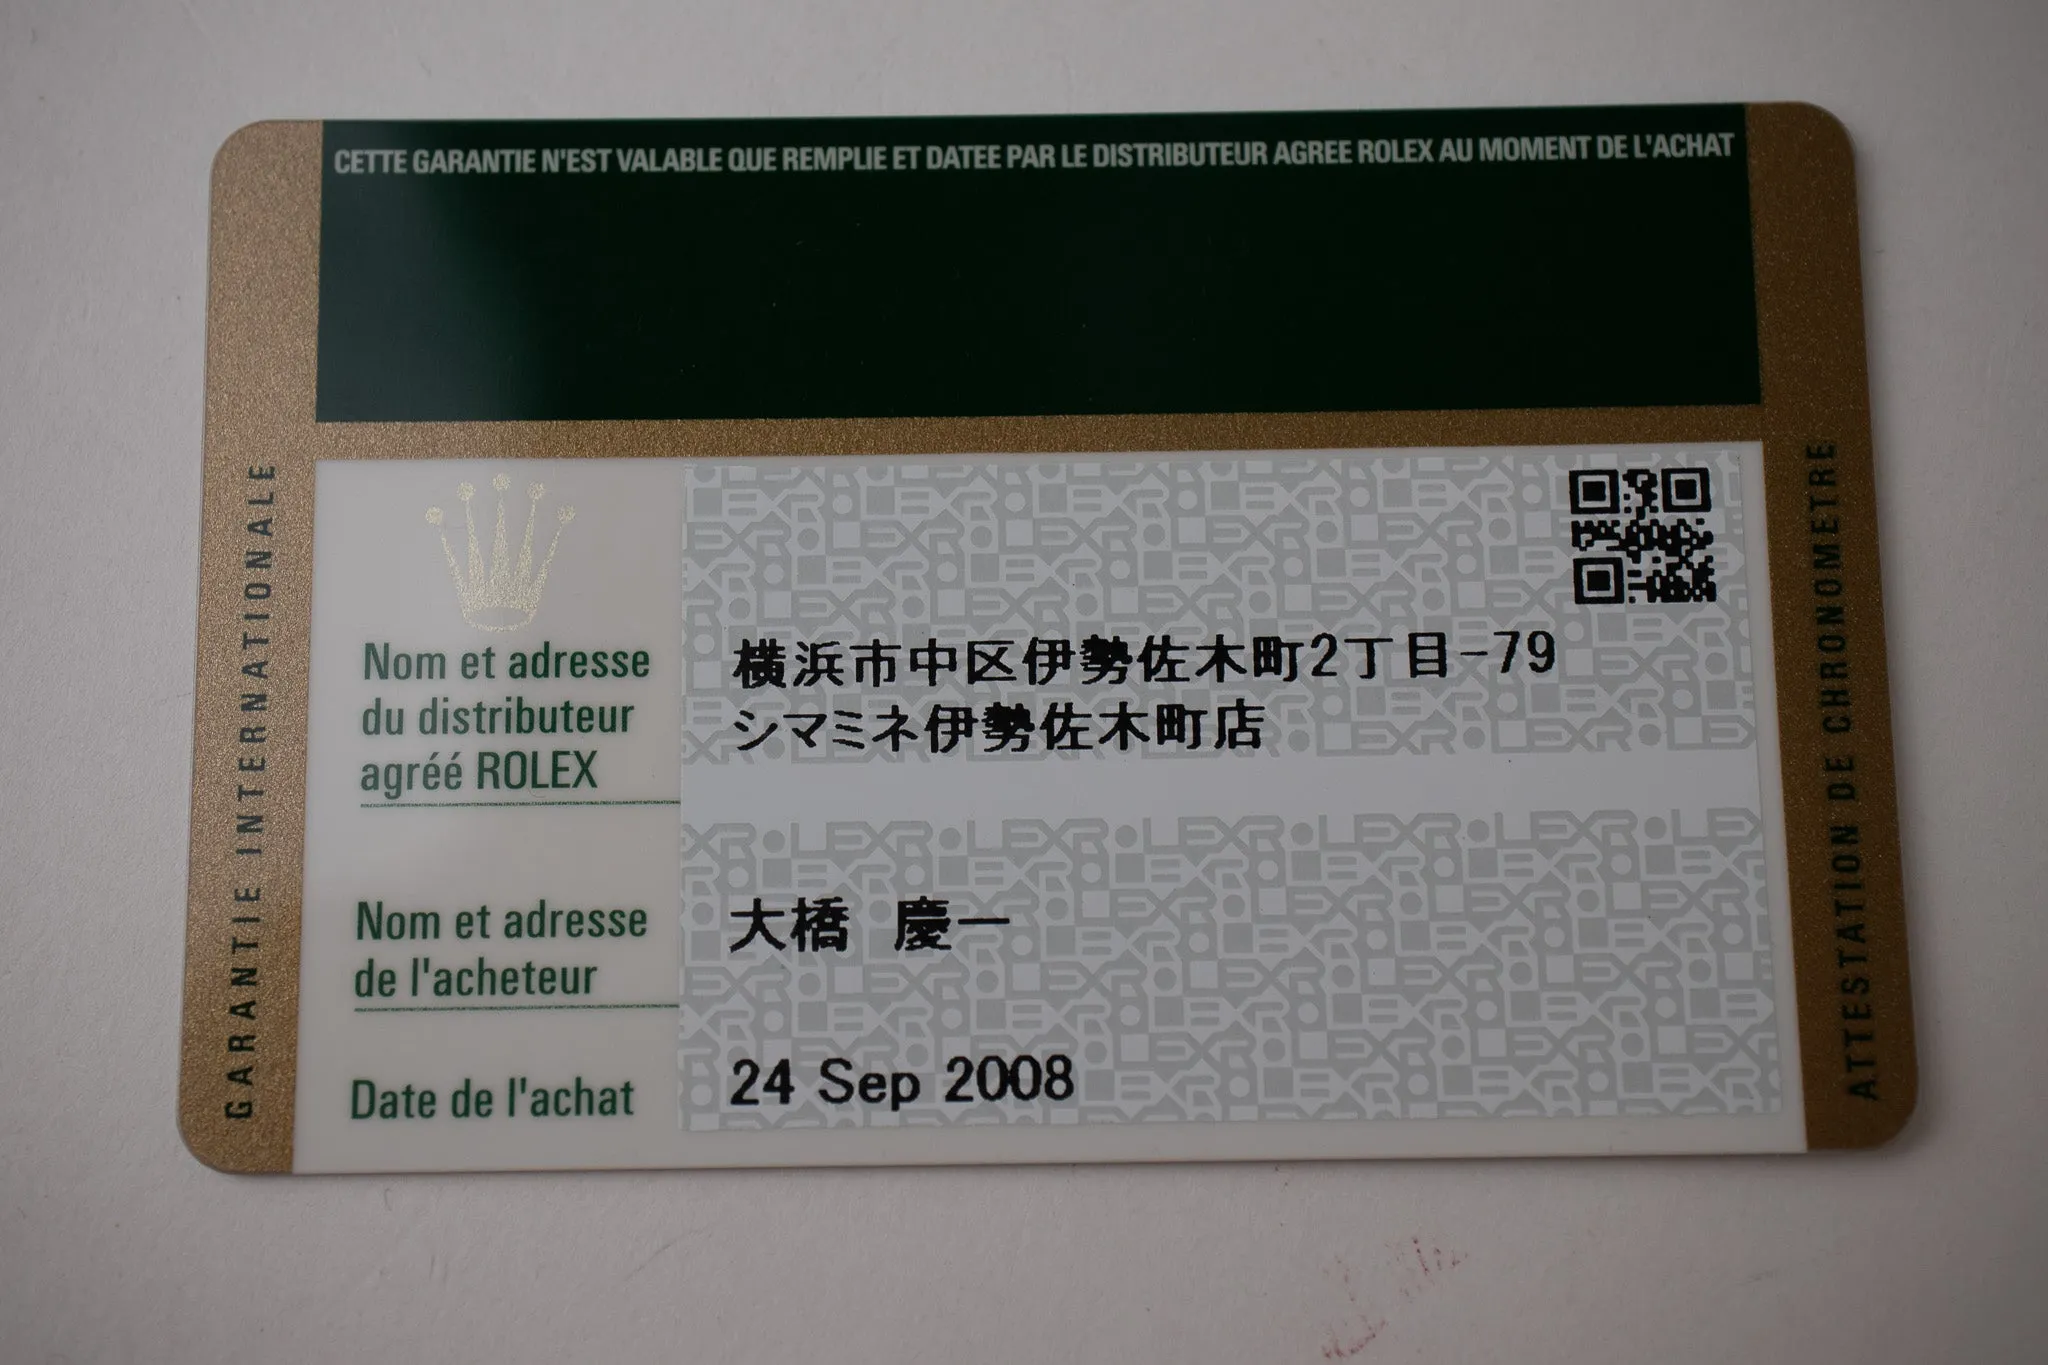 CETTE GARANTIE N'EST VALABLE QUE REMPLIE ET DATEE PAR LE DISTRIBUTEUR AGREE ROLEX AU MOMENT DE L'ACHAT
GARANTIE INTERNATIONALE
Nom et adresse
du distributeur
agréé ROLEX
横浜市中区伊勢佐木町2丁目-79
シマミネ伊勢佐木町店
Nom et adresse
de l'acheteur
大橋 慶一
Date de l'achat
24 Sep 2008
ATTESTATION DE CHRONOMETRE